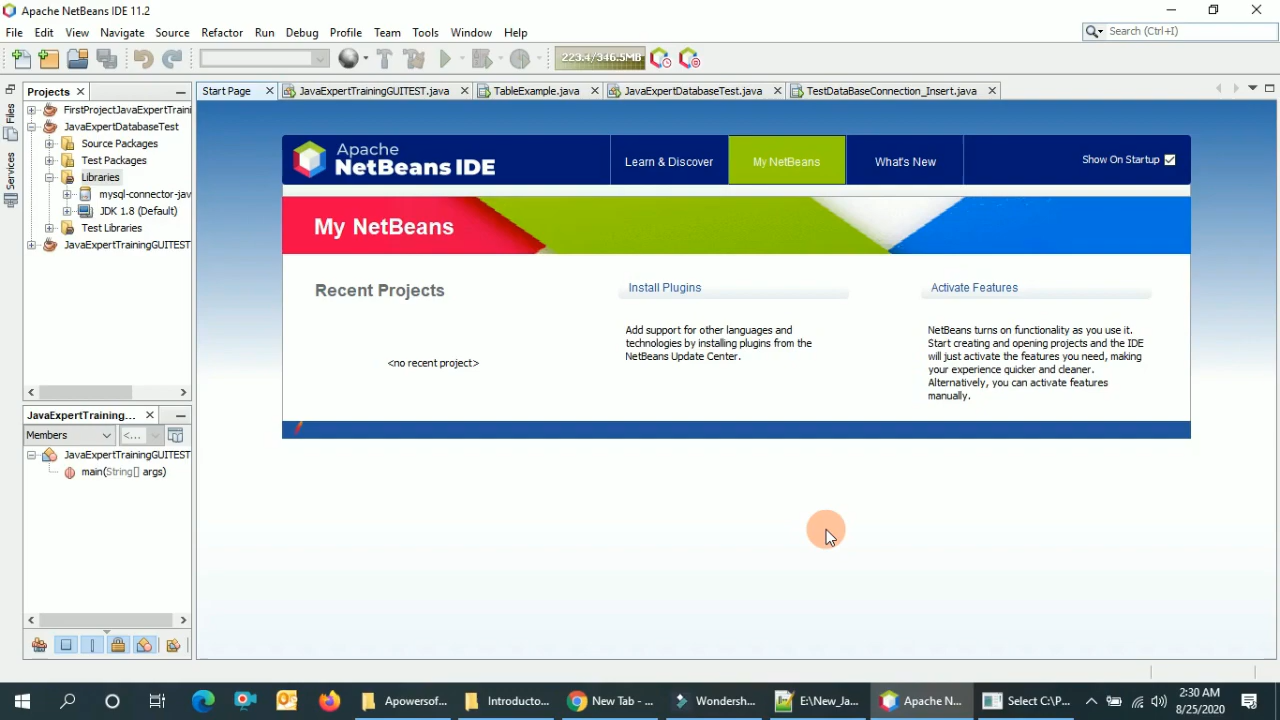 Apache NetBeans IDE 11.2
File Edit View Navigate Source Refactor Run Debug Profile Team Tools Window Help
Search (Ctrl+I)
223.4/346.5MB
Projects
Start Page
JavaExpertTrainingGUITEST.java
TableExample.java
JavaExpertDatabaseTest.java
TestDataBaseConnection_Insert.java
Files
Services
FirstProjectJavaExpertTraini
JavaExpertDatabaseTest
Source Packages
Test Packages
Libraries
mysql-connector-jav
JDK 1.8 (Default)
Test Libraries
JavaExpertTrainingGUITEST
Apache
NetBeans IDE
Learn & Discover
My NetBeans
What's New
Show On Startup
My NetBeans
Recent Projects
<no recent project>
Install Plugins
Add support for other languages and
technologies by installing plugins from the
NetBeans Update Center.
Activate Features
NetBeans turns on functionality as you use it.
Start creating and opening projects and the IDE
will just activate the features you need, making
your experience quicker and cleaner.
Alternatively, you can activate features
manually.
JavaExpertTraining...
Members
<...
JavaExpertTrainingGUITEST
main(String[] args)
Apowersof...
Introducto...
New Tab - ...
Wondersh...
E:\New_Ja...
Apache N...
Select C:\P...
2:30 AM
8/25/2020